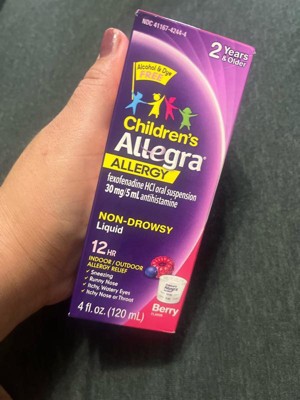 NDC 41167-4244-4
2 Years
& Older
Alcohol & Dye
FREE
Children's
Allegra®
ALLERGY
fexofenadine HCl oral suspension
30 mg/5 mL antihistamine
NON-DROWSY
Liquid
12 HR
INDOOR / OUTDOOR
ALLERGY RELIEF
✓ Sneezing
✓ Runny Nose
✓ Itchy, Watery Eyes
✓ Itchy Nose or Throat
4 fl. oz. (120 mL)
Berry